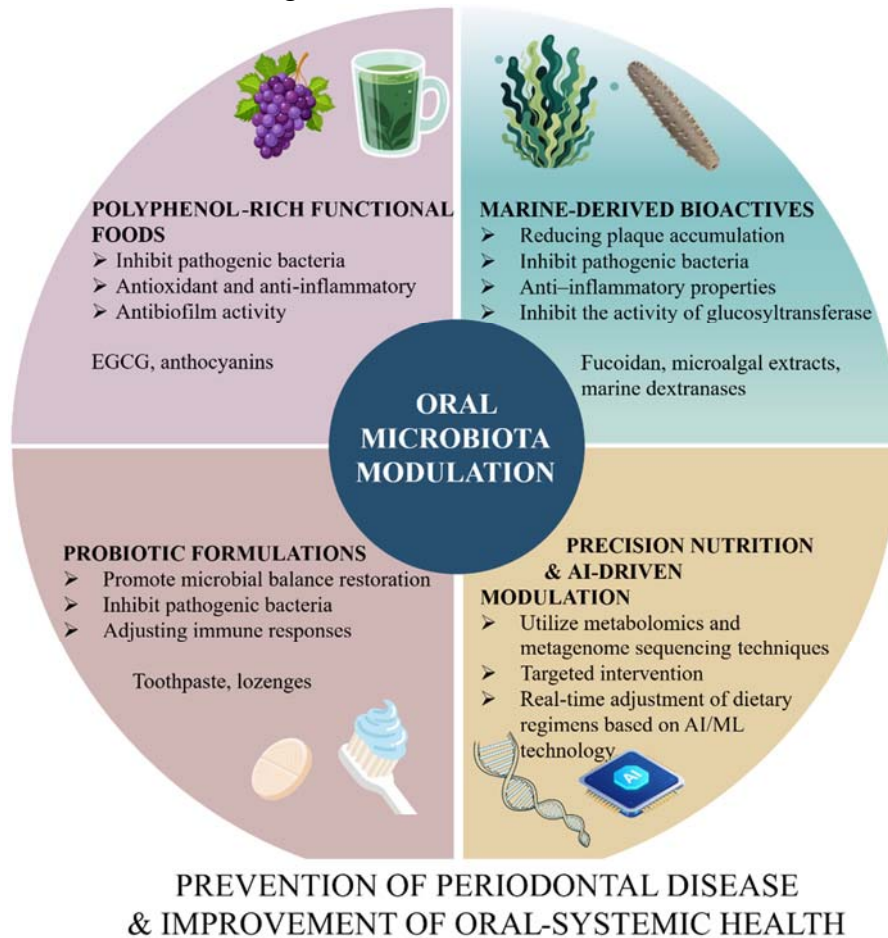 POLYPHENOL-RICH FUNCTIONAL
FOODS
➤ Inhibit pathogenic bacteria
➤ Antioxidant and anti-inflammatory
➤ Antibiofilm activity
EGCG, anthocyanins
MARINE-DERIVED BIOACTIVES
➤ Reducing plaque accumulation
➤ Inhibit pathogenic bacteria
➤ Anti–inflammatory properties
➤ Inhibit the activity of glucosyltransferase
Fucoidan, microalgal extracts,
marine dextranases
ORAL
MICROBIOTA
MODULATION
PROBIOTIC FORMULATIONS
➤ Promote microbial balance restoration
➤ Inhibit pathogenic bacteria
➤ Adjusting immune responses
Toothpaste, lozenges
PRECISION NUTRITION
& AI-DRIVEN
MODULATION
➤ Utilize metabolomics and
metagenome sequencing techniques
➤ Targeted intervention
➤ Real-time adjustment of dietary
regimens based on AI/ML
technology
AI
PREVENTION OF PERIODONTAL DISEASE
& IMPROVEMENT OF ORAL-SYSTEMIC HEALTH